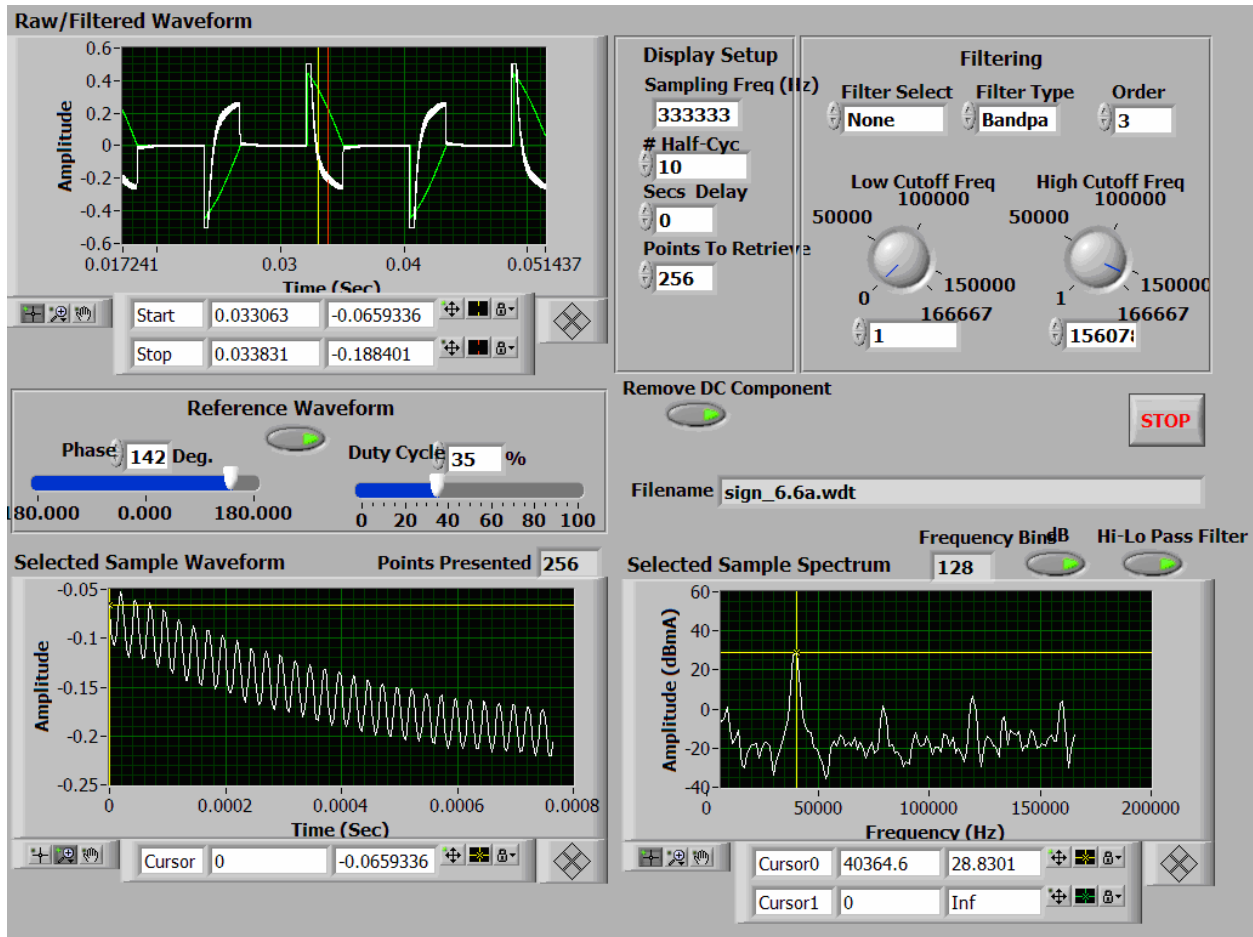 Raw/Filtered Waveform
0.6
0.4
0.2
0
-0.2
-0.4
-0.6
Amplitude
0.017241 0.03 0.04 0.051437
Time (Sec)
Start 0.033063 -0.0659336
Stop 0.033831 -0.188401
Display Setup
Sampling Freq (Hz)
333333
# Half-Cyc
10
Secs Delay
0
Points To Retrieve
256
Filtering
Filter Select Filter Type Order
None Bandpa 3
Low Cutoff Freq High Cutoff Freq
0 50000 100000 150000 166667
1
1 50000 100000 150000 166667
156078
Reference Waveform
Phase 142 Deg.
180.000 0.000 180.000
Duty Cycle 35 %
0 20 40 60 80 100
Remove DC Component
STOP
Filename sign_6.6a.wdt
Selected Sample Waveform Points Presented 256
-0.05
-0.1
-0.15
-0.2
-0.25
Amplitude
0 0.0002 0.0004 0.0006 0.0008
Time (Sec)
Cursor 0 -0.0659336
Frequency Bins dB Hi-Lo Pass Filter
Selected Sample Spectrum 128
60
40
20
0
-20
-40
Amplitude (dBmA)
0 50000 100000 150000 200000
Frequency (Hz)
Cursor0 40364.6 28.8301
Cursor1 0 Inf